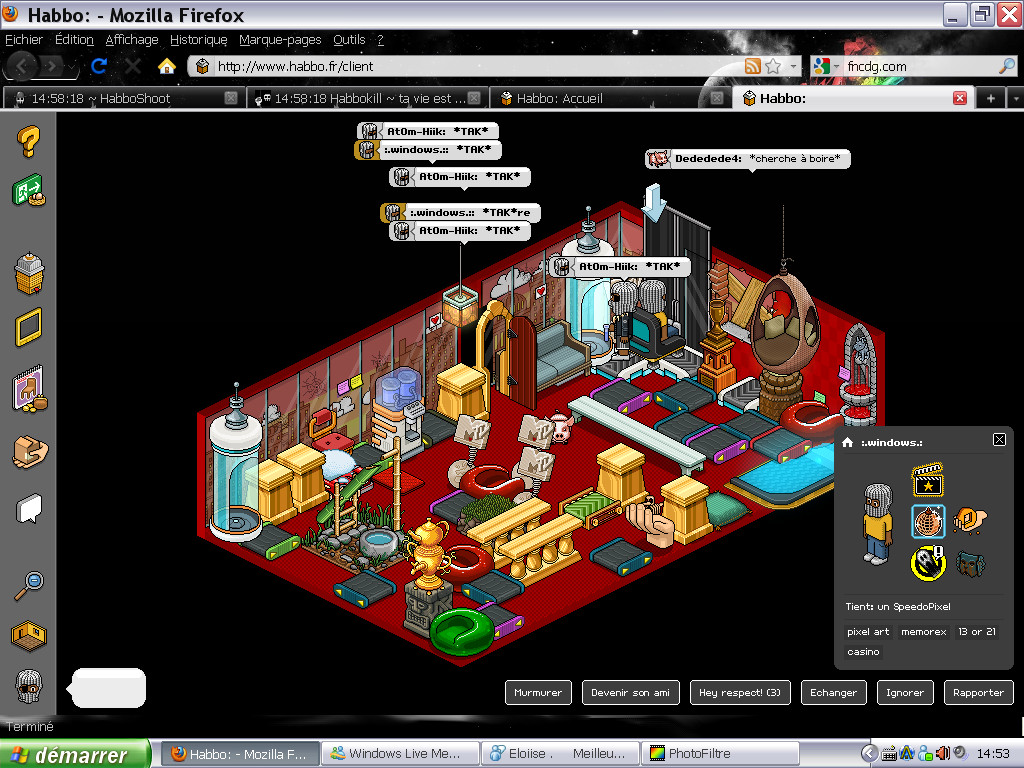 Habbo: - Mozilla Firefox
Fichier Édition Affichage Historique Marque-pages Outils ?
http://www.habbo.fr/client
fhcdg.com
14:58:18 ~ HabboShoot
14:58:18 Habbokill ~ ta vie est ...
Habbo: Accueil
Habbo:
At0m-Hiik: *TAK*
:.windows.:: *TAK*
At0m-Hiik: *TAK*
Dededede4: *cherche à boire*
:.windows.:: *TAK*re
At0m-Hiik: *TAK*
At0m-Hiik: *TAK*
:.windows.:
Tient: un SpeedoPixel
pixel art memorex 13 or 21
casino
Murmurer Devenir son ami Hey respect! (3) Echanger Ignorer Rapporter
Terminé
démarrer
Habbo: - Mozilla F...
Windows Live Me...
Eloiise . Meilleu...
PhotoFiltre
14:53